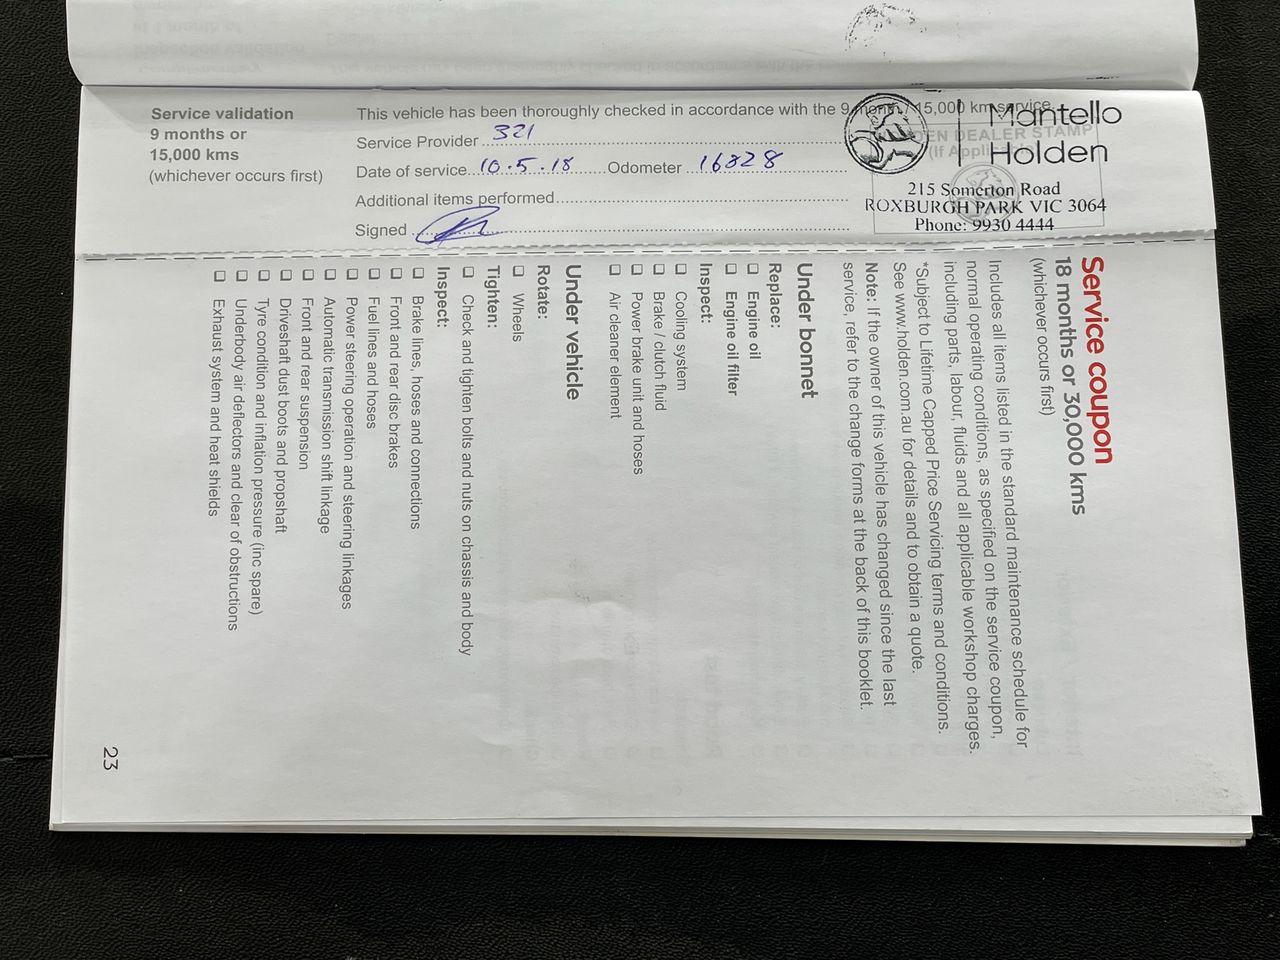 Service validation
9 months or
15,000 kms
(whichever occurs first)
This vehicle has been thoroughly checked in accordance with the 9 month / 15,000 km service.
Service Provider 321
Date of service 10.5.18 Odometer 16328
Additional items performed
Signed
HOLDEN DEALER STAMP
(If Applicable)
Mantello
Holden
215 Somerton Road
ROXBURGH PARK VIC 3064
Phone: 9930 4444
Service coupon
18 months or 30,000 kms
(whichever occurs first)
Includes all items listed in the standard maintenance schedule for
normal operating conditions, as specified on the service coupon,
including parts, labour, fluids and all applicable workshop charges.
*Subject to Lifetime Capped Price Servicing terms and conditions.
See www.holden.com.au for details and to obtain a quote.
Note: If the owner of this vehicle has changed since the last
service, refer to the change forms at the back of this booklet.
Under bonnet
Replace:
Engine oil
Engine oil filter
Inspect:
Cooling system
Brake / clutch fluid
Power brake unit and hoses
Air cleaner element
Under vehicle
Rotate:
Wheels
Tighten:
Check and tighten bolts and nuts on chassis and body
Inspect:
Brake lines, hoses and connections
Front and rear disc brakes
Fuel lines and hoses
Power steering operation and steering linkages
Automatic transmission shift linkage
Front and rear suspension
Driveshaft dust boots and propshaft
Tyre condition and inflation pressure (inc spare)
Underbody air deflectors and clear of obstructions
Exhaust system and heat shields
23